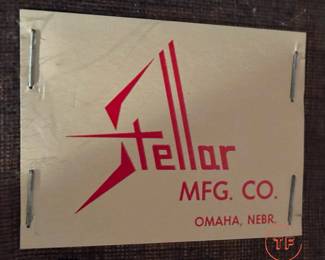 Stellar
MFG. CO.
OMAHA, NEBR.
TF